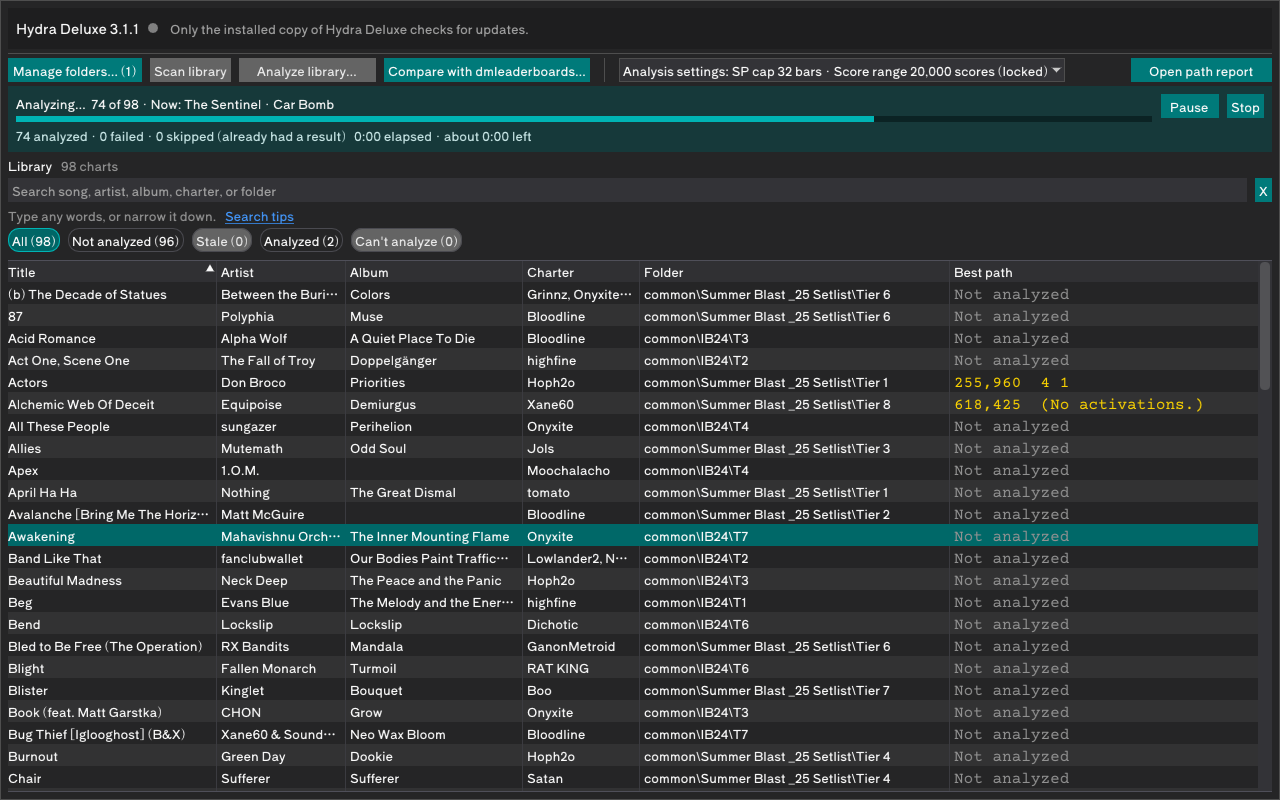 Hydra Deluxe 3.1.1 Only the installed copy of Hydra Deluxe checks for updates.
Manage folders... (1) Scan library Analyze library... Compare with dmleaderboards... Analysis settings: SP cap 32 bars · Score range 20,000 scores (locked) Open path report
Analyzing... 74 of 98 · Now: The Sentinel · Car Bomb Pause Stop
74 analyzed · 0 failed · 0 skipped (already had a result) 0:00 elapsed · about 0:00 left
Library 98 charts
Search song, artist, album, charter, or folder X
Type any words, or narrow it down. Search tips
All (98) Not analyzed (96) Stale (0) Analyzed (2) Can't analyze (0)
Title Artist Album Charter Folder Best path
(b) The Decade of Statues Between the Buri··· Colors Grinnz, Onyxite··· common\Summer Blast _25 Setlist\Tier 6 Not analyzed
87 Polyphia Muse Bloodline common\Summer Blast _25 Setlist\Tier 6 Not analyzed
Acid Romance Alpha Wolf A Quiet Place To Die Bloodline common\IB24\T3 Not analyzed
Act One, Scene One The Fall of Troy Doppelgänger highfine common\IB24\T2 Not analyzed
Actors Don Broco Priorities Hoph2o common\Summer Blast _25 Setlist\Tier 1 255,960 4 1
Alchemic Web Of Deceit Equipoise Demiurgus Xane60 common\Summer Blast _25 Setlist\Tier 8 618,425 (No activations.)
All These People sungazer Perihelion Onyxite common\IB24\T4 Not analyzed
Allies Mutemath Odd Soul Jols common\Summer Blast _25 Setlist\Tier 3 Not analyzed
Apex 1.O.M. Moochalacho common\IB24\T4 Not analyzed
April Ha Ha Nothing The Great Dismal tomato common\Summer Blast _25 Setlist\Tier 1 Not analyzed
Avalanche [Bring Me The Horiz··· Matt McGuire Bloodline common\Summer Blast _25 Setlist\Tier 2 Not analyzed
Awakening Mahavishnu Orch··· The Inner Mounting Flame Onyxite common\IB24\T7 Not analyzed
Band Like That fanclubwallet Our Bodies Paint Traffic··· Lowlander2, N··· common\IB24\T2 Not analyzed
Beautiful Madness Neck Deep The Peace and the Panic Hoph2o common\IB24\T3 Not analyzed
Beg Evans Blue The Melody and the Ener··· highfine common\IB24\T1 Not analyzed
Bend Lockslip Lockslip Dichotic common\IB24\T6 Not analyzed
Bled to Be Free (The Operation) RX Bandits Mandala GanonMetroid common\Summer Blast _25 Setlist\Tier 6 Not analyzed
Blight Fallen Monarch Turmoil RAT KING common\IB24\T6 Not analyzed
Blister Kinglet Bouquet Boo common\Summer Blast _25 Setlist\Tier 7 Not analyzed
Book (feat. Matt Garstka) CHON Grow Onyxite common\IB24\T3 Not analyzed
Bug Thief [Iglooghost] (B&X) Xane60 & Sound··· Neo Wax Bloom Bloodline common\IB24\T7 Not analyzed
Burnout Green Day Dookie Hoph2o common\Summer Blast _25 Setlist\Tier 4 Not analyzed
Chair Sufferer Sufferer Satan common\Summer Blast _25 Setlist\Tier 4 Not analyzed